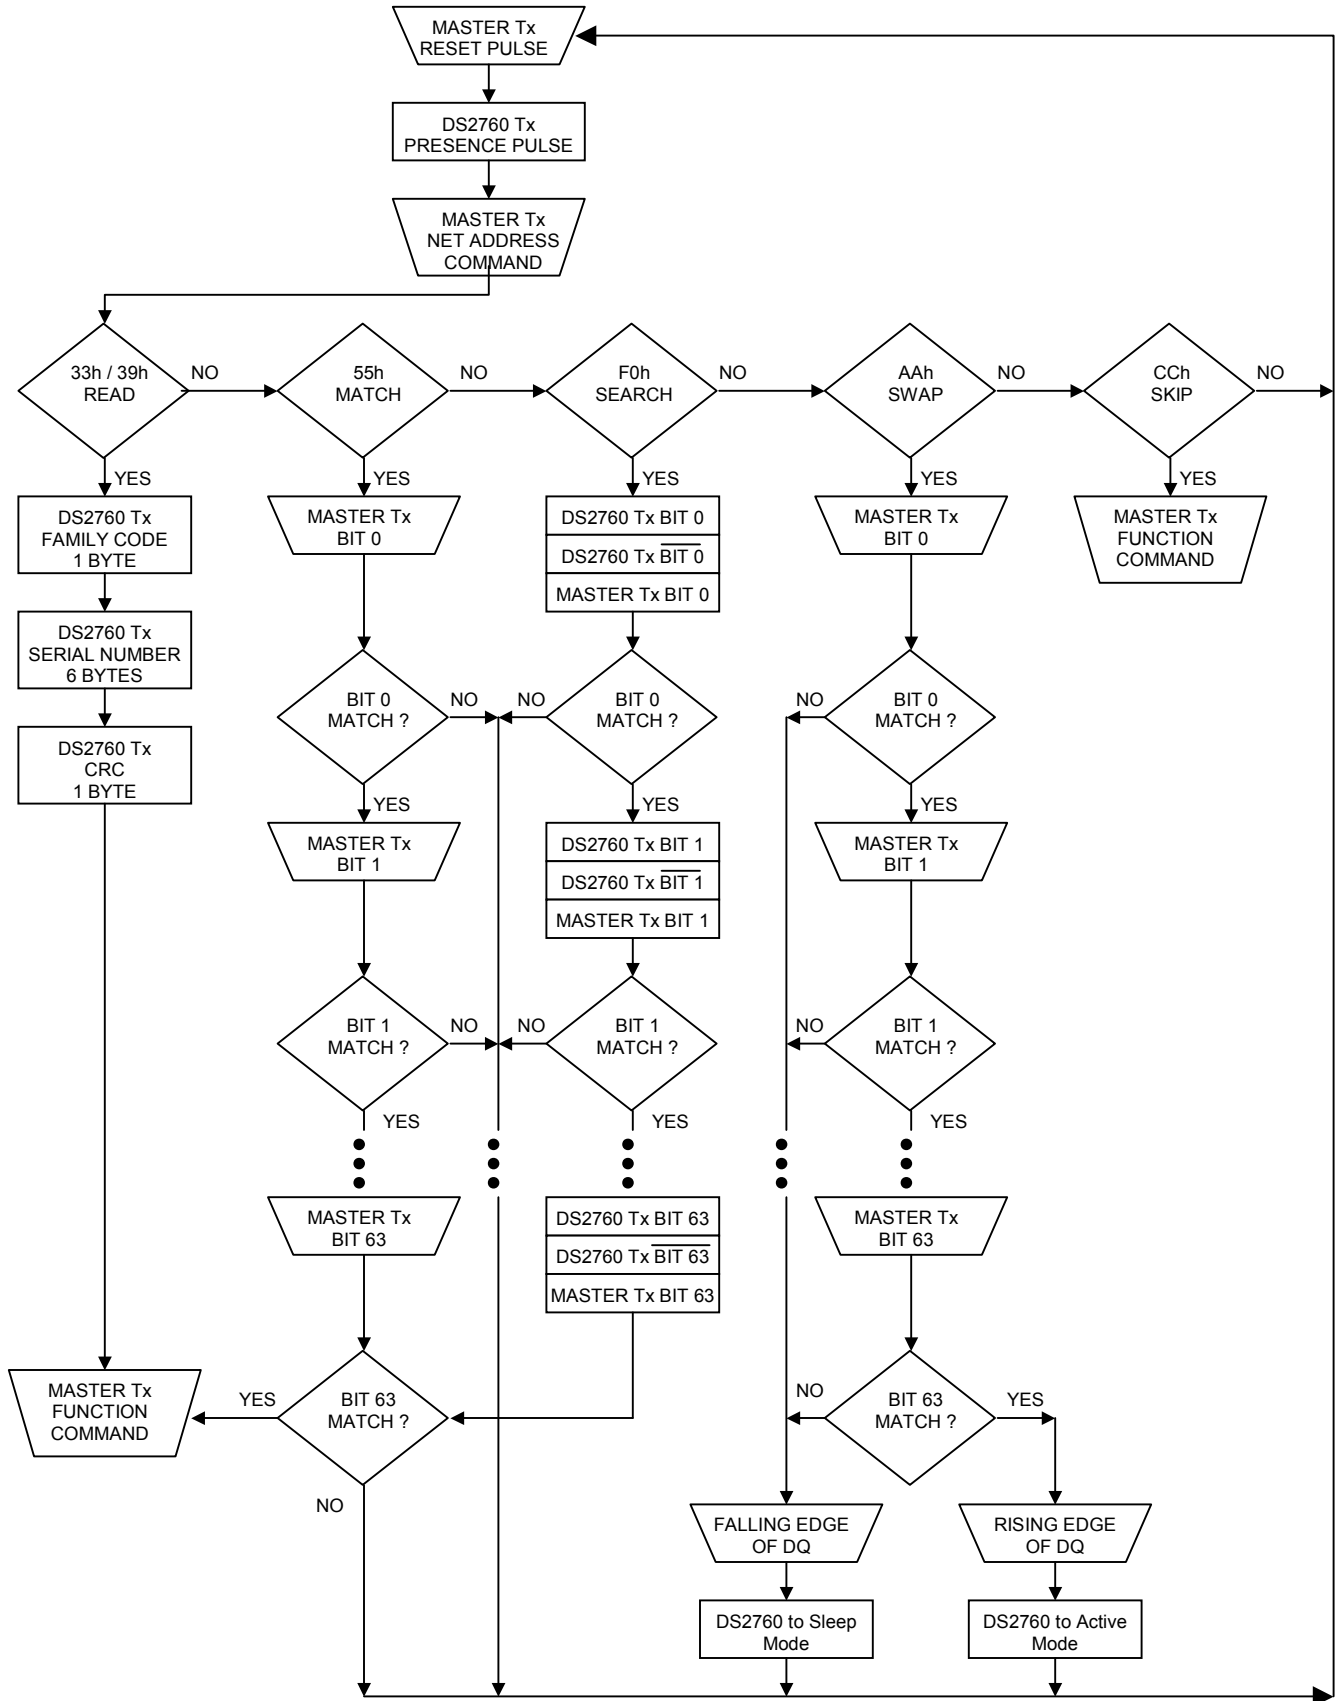 MASTER Tx
RESET PULSE
DS2760 Tx
PRESENCE PULSE
MASTER Tx
NET ADDRESS
COMMAND
33h / 39h
READ
NO
55h
MATCH
NO
F0h
SEARCH
NO
AAh
SWAP
NO
CCh
SKIP
NO
YES
YES
YES
YES
YES
DS2760 Tx
FAMILY CODE
1 BYTE
MASTER Tx
BIT 0
DS2760 Tx BIT 0
DS2760 Tx BIT 0
MASTER Tx BIT 0
MASTER Tx
BIT 0
MASTER Tx
FUNCTION
COMMAND
DS2760 Tx
SERIAL NUMBER
6 BYTES
BIT 0
MATCH ?
NO
NO
BIT 0
MATCH ?
NO
BIT 0
MATCH ?
DS2760 Tx
CRC
1 BYTE
YES
YES
YES
MASTER Tx
BIT 1
DS2760 Tx BIT 1
DS2760 Tx BIT 1
MASTER Tx BIT 1
MASTER Tx
BIT 1
BIT 1
MATCH ?
NO
NO
BIT 1
MATCH ?
NO
BIT 1
MATCH ?
YES
YES
YES
MASTER Tx
BIT 63
DS2760 Tx BIT 63
DS2760 Tx BIT 63
MASTER Tx BIT 63
MASTER Tx
BIT 63
MASTER Tx
FUNCTION
COMMAND
YES
BIT 63
MATCH ?
NO
NO
BIT 63
MATCH ?
YES
FALLING EDGE
OF DQ
RISING EDGE
OF DQ
DS2760 to Sleep
Mode
DS2760 to Active
Mode